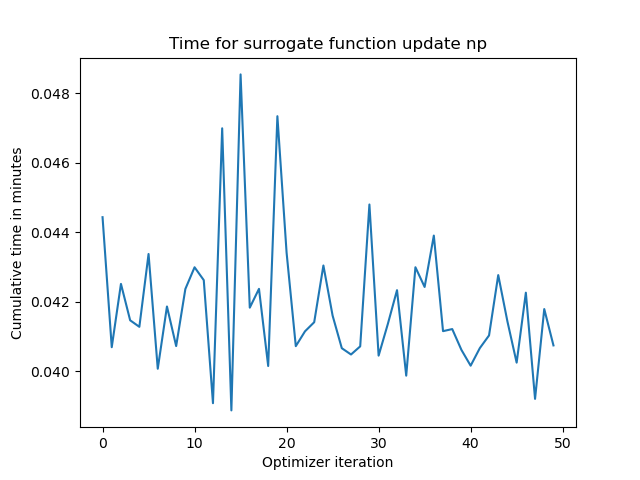 Time for surrogate function update np
Cumulative time in minutes
0.048
0.046
0.044
0.042
0.040
0 10 20 30 40 50
Optimizer iteration